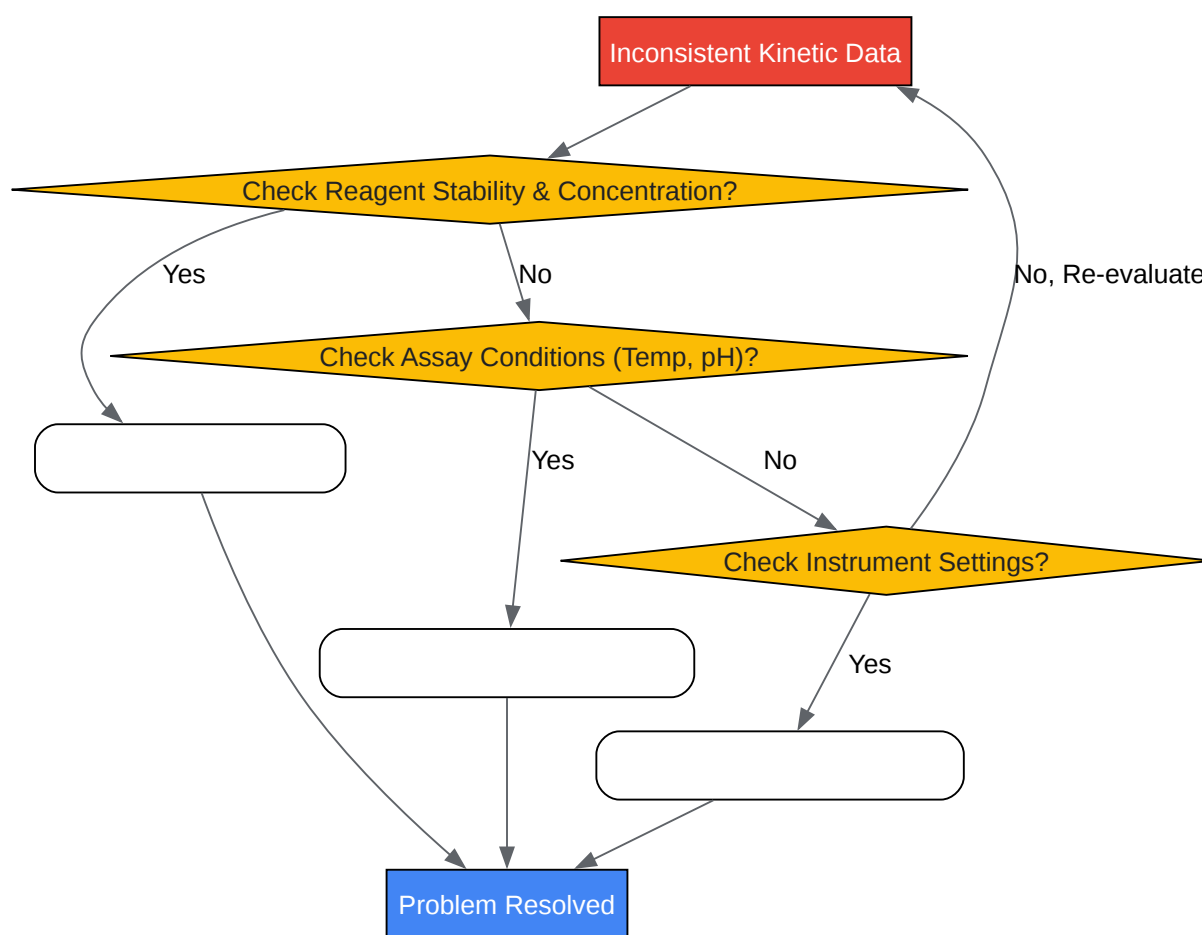 Inconsistent Kinetic Data
Check Reagent Stability & Concentration?
Yes
No
No, Re-evaluate
Check Assay Conditions (Temp, pH)?
Yes
No
Check Instrument Settings?
Yes
Problem Resolved